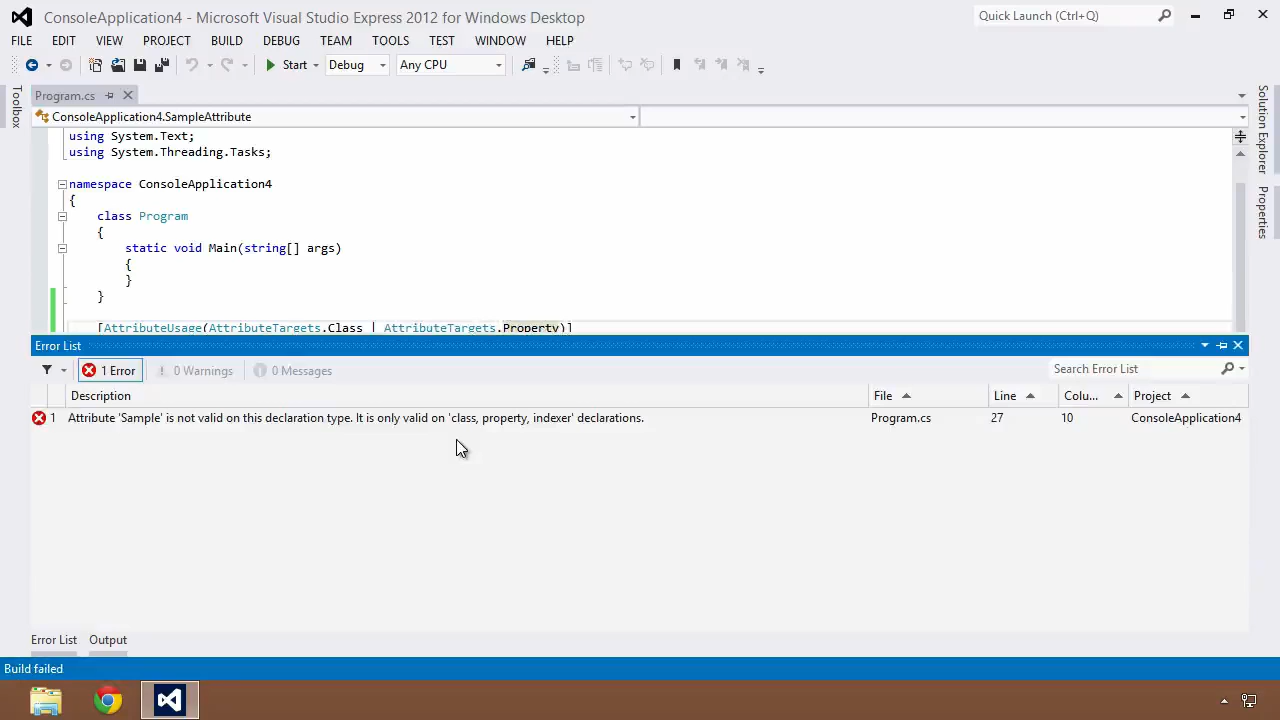 ConsoleApplication4 - Microsoft Visual Studio Express 2012 for Windows Desktop
Quick Launch (Ctrl+Q)
FILE EDIT VIEW PROJECT BUILD DEBUG TEAM TOOLS TEST WINDOW HELP
Start Debug Any CPU
Toolbox
Program.cs
Solution Explorer
Properties
ConsoleApplication4.SampleAttribute
using System.Text;
using System.Threading.Tasks;
namespace ConsoleApplication4
{
class Program
{
static void Main(string[] args)
{
}
}
[AttributeUsage(AttributeTargets.Class | AttributeTargets.Property)]
Error List
1 Error 0 Warnings 0 Messages
Search Error List
Description File Line Colu... Project
1 Attribute 'Sample' is not valid on this declaration type. It is only valid on 'class, property, indexer' declarations. Program.cs 27 10 ConsoleApplication4
Error List Output
Build failed